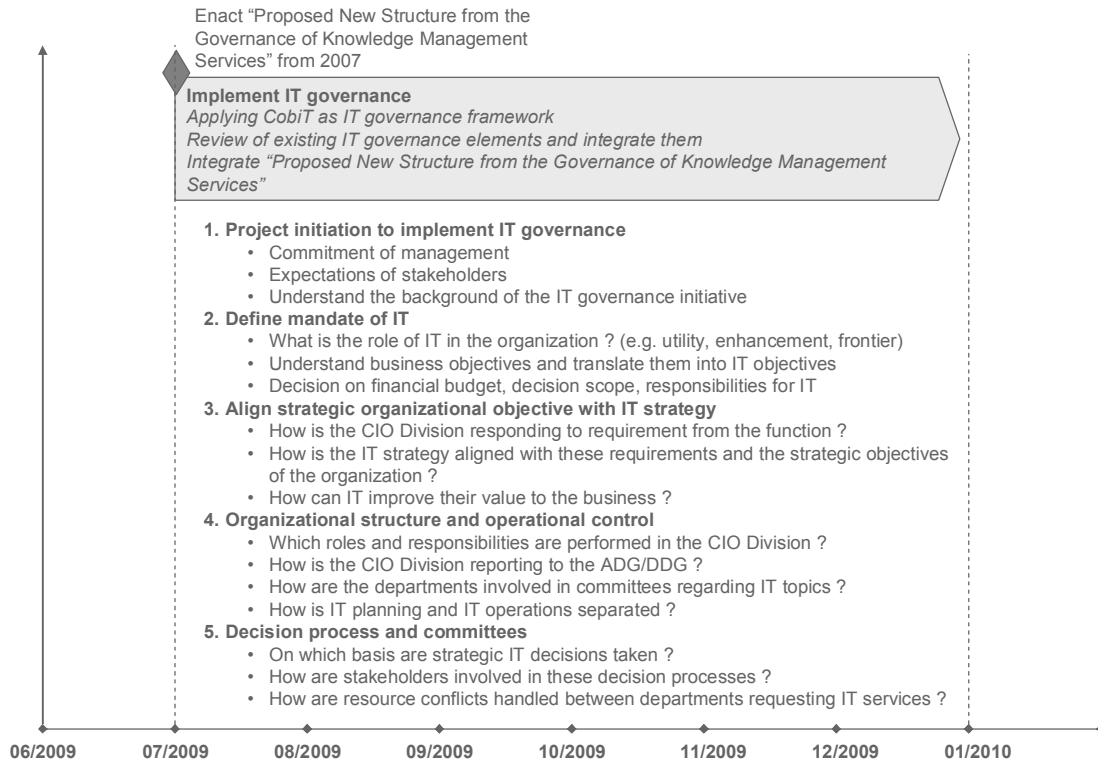 Enact “Proposed New Structure from the
Governance of Knowledge Management
Services” from 2007
Implement IT governance
Applying CobiT as IT governance framework
Review of existing IT governance elements and integrate them
Integrate “Proposed New Structure from the Governance of Knowledge Management
Services”
1. Project initiation to implement IT governance
• Commitment of management
• Expectations of stakeholders
• Understand the background of the IT governance initiative
2. Define mandate of IT
• What is the role of IT in the organization ? (e.g. utility, enhancement, frontier)
• Understand business objectives and translate them into IT objectives
• Decision on financial budget, decision scope, responsibilities for IT
3. Align strategic organizational objective with IT strategy
• How is the CIO Division responding to requirement from the function ?
• How is the IT strategy aligned with these requirements and the strategic objectives
of the organization ?
• How can IT improve their value to the business ?
4. Organizational structure and operational control
• Which roles and responsibilities are performed in the CIO Division ?
• How is the CIO Division reporting to the ADG/DDG ?
• How are the departments involved in committees regarding IT topics ?
• How is IT planning and IT operations separated ?
5. Decision process and committees
• On which basis are strategic IT decisions taken ?
• How are stakeholders involved in these decision processes ?
• How are resource conflicts handled between departments requesting IT services ?
06/2009 07/2009 08/2009 09/2009 10/2009 11/2009 12/2009 01/2010